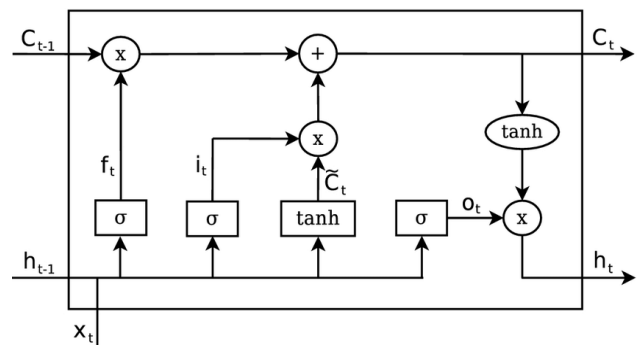 C_{t-1} x + C_t
tanh
f_t i_t x
C̃_t
σ σ tanh σ o_t x
h_{t-1} h_t
x_t